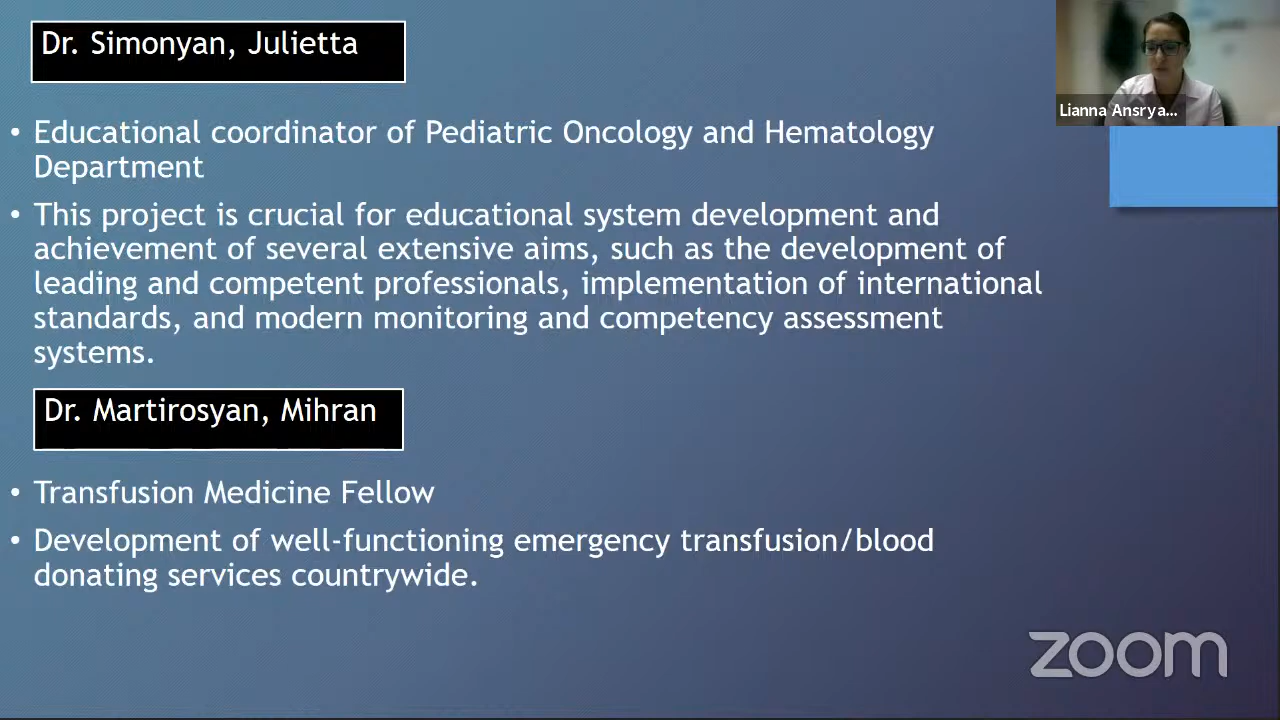 Dr. Simonyan, Julietta
Lianna Ansrya...
• Educational coordinator of Pediatric Oncology and Hematology
Department
• This project is crucial for educational system development and
achievement of several extensive aims, such as the development of
leading and competent professionals, implementation of international
standards, and modern monitoring and competency assessment
systems.
Dr. Martirosyan, Mihran
• Transfusion Medicine Fellow
• Development of well-functioning emergency transfusion/blood
donating services countrywide.
zoom